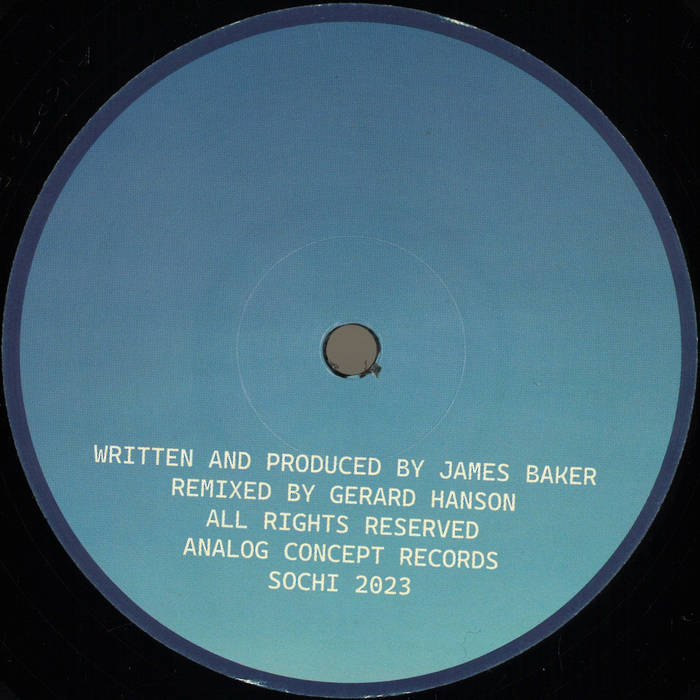 WRITTEN AND PRODUCED BY JAMES BAKER
REMIXED BY GERARD HANSON
ALL RIGHTS RESERVED
ANALOG CONCEPT RECORDS
SOCHI 2023